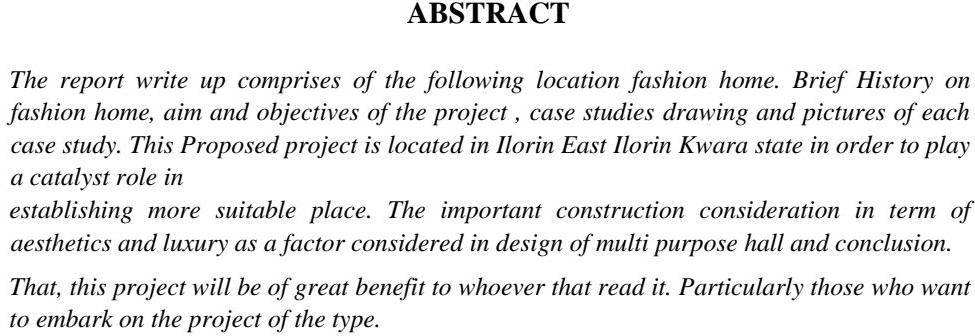 ABSTRACT
The report write up comprises of the following location fashion home. Brief History on
fashion home, aim and objectives of the project , case studies drawing and pictures of each
case study. This Proposed project is located in Ilorin East Ilorin Kwara state in order to play
a catalyst role in
establishing more suitable place. The important construction consideration in term of
aesthetics and luxury as a factor considered in design of multi purpose hall and conclusion.
That, this project will be of great benefit to whoever that read it. Particularly those who want
to embark on the project of the type.